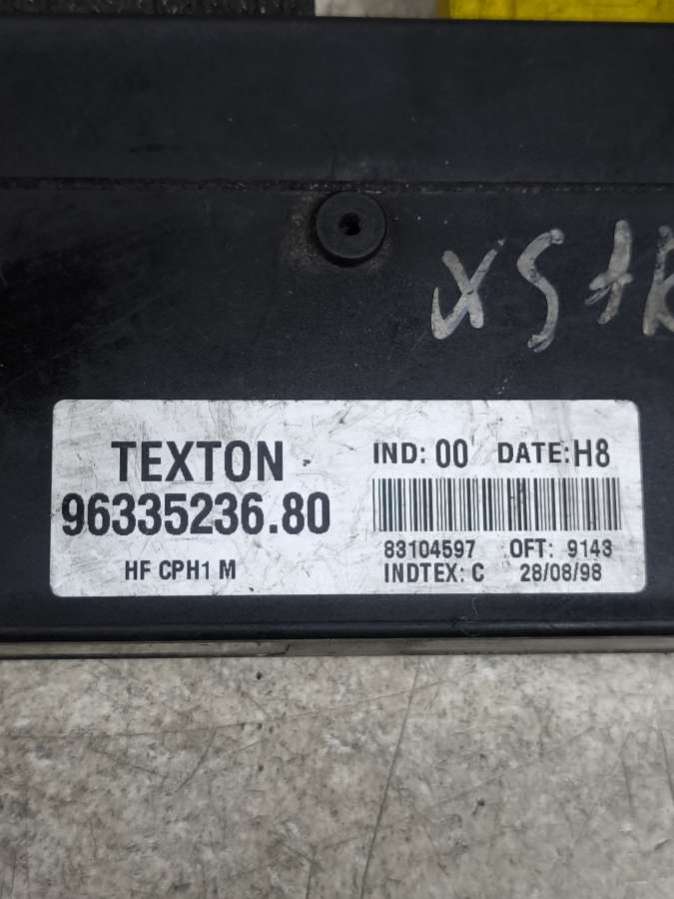 TEXTON
96335236.80
HF CPH1 M
IND: 00 DATE:H8
83104597 OFT: 9143
INDTEX: C 28/08/98